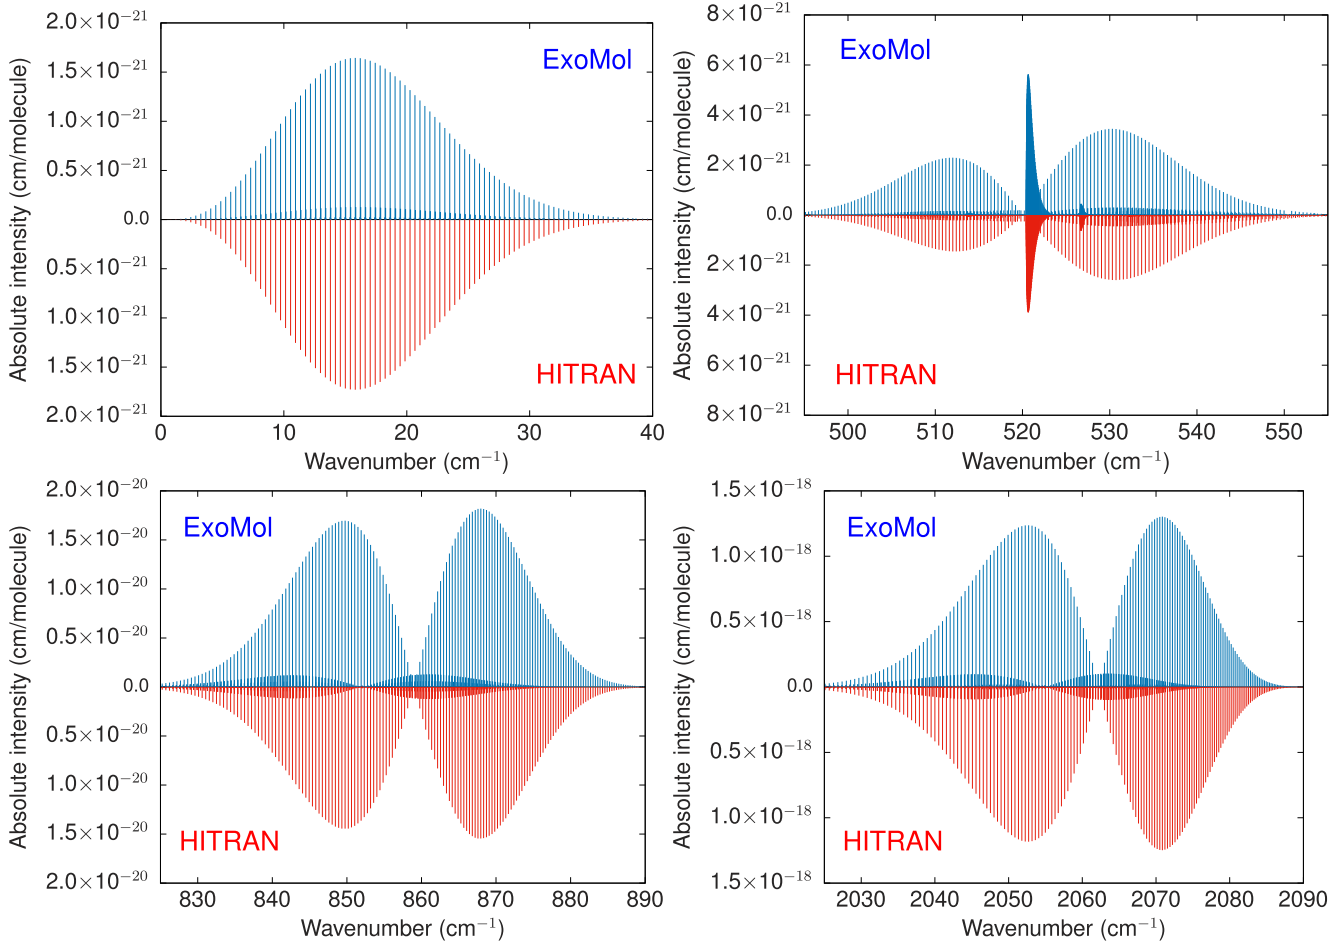 Absolute intensity (cm/molecule)
2.0×10−21
1.5×10−21
1.0×10−21
0.5×10−21
0.0
0.5×10−21
1.0×10−21
1.5×10−21
2.0×10−21
ExoMol
HITRAN
0 10 20 30 40
Wavenumber (cm−1)
Absolute intensity (cm/molecule)
8×10−21
6×10−21
4×10−21
2×10−21
0.0
2×10−21
4×10−21
6×10−21
8×10−21
ExoMol
HITRAN
500 510 520 530 540 550
Wavenumber (cm−1)
Absolute intensity (cm/molecule)
2.0×10−20
1.5×10−20
1.0×10−20
0.5×10−20
0.0
0.5×10−20
1.0×10−20
1.5×10−20
2.0×10−20
ExoMol
HITRAN
830 840 850 860 870 880 890
Wavenumber (cm−1)
Absolute intensity (cm/molecule)
1.5×10−18
1.0×10−18
0.5×10−18
0.0
0.5×10−18
1.0×10−18
1.5×10−18
ExoMol
HITRAN
2030 2040 2050 2060 2070 2080 2090
Wavenumber (cm−1)